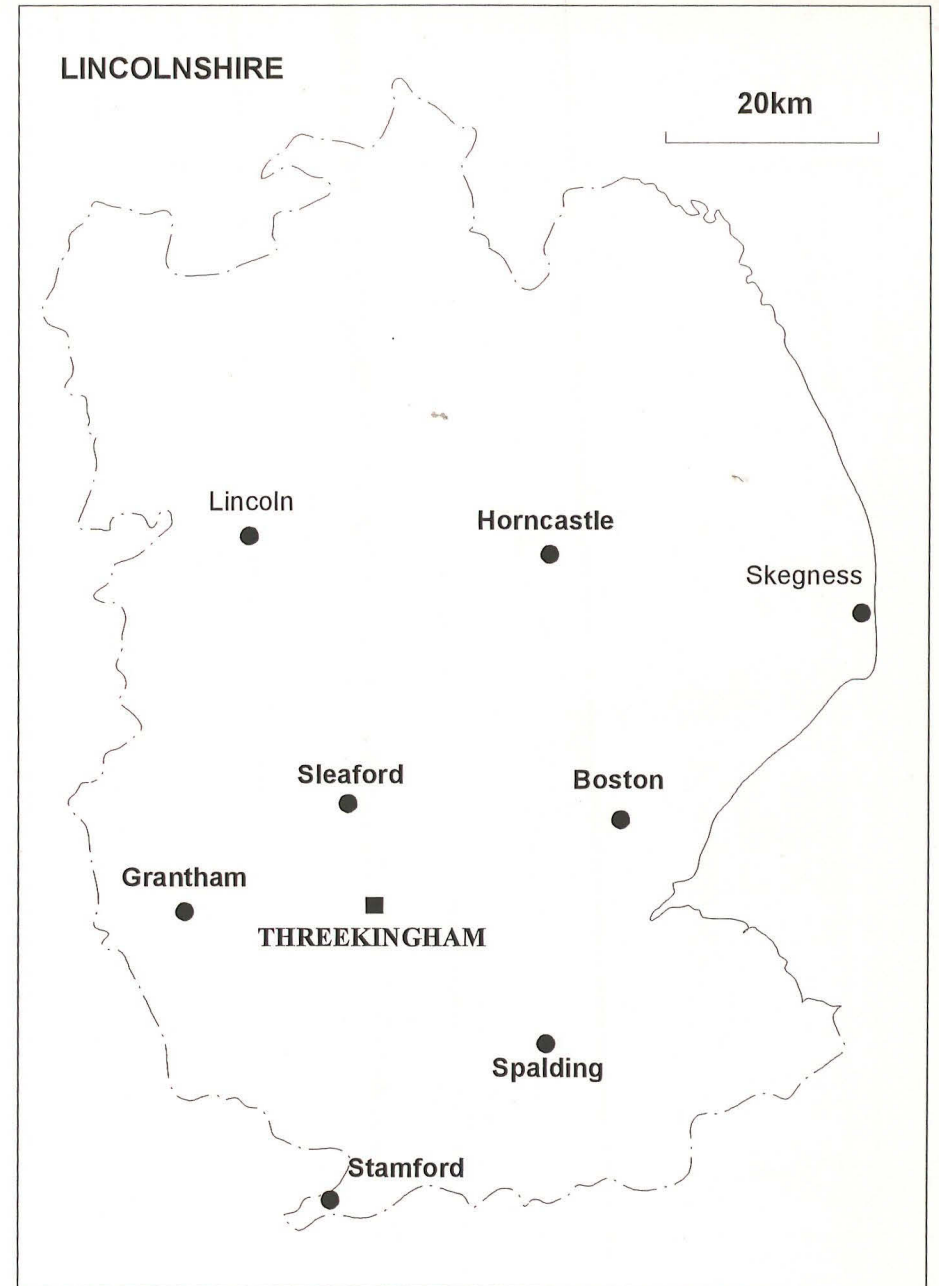 LINCOLNSHIRE
20km
Lincoln
Horncastle
Skegness
Sleaford
Boston
Grantham
THREEKINGHAM
Spalding
Stamford